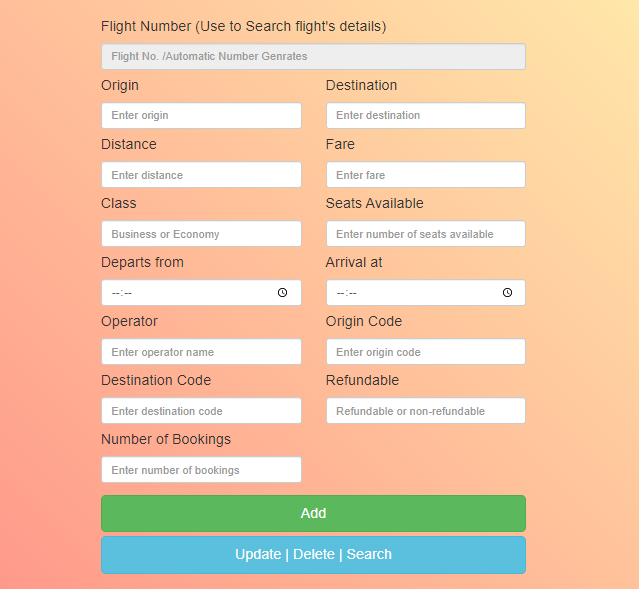 Flight Number (Use to Search flight's details)
Flight No. /Automatic Number Genrates
Origin Destination
Enter origin Enter destination
Distance Fare
Enter distance Enter fare
Class Seats Available
Business or Economy Enter number of seats available
Departs from Arrival at
--:-- --:--
Operator Origin Code
Enter operator name Enter origin code
Destination Code Refundable
Enter destination code Refundable or non-refundable
Number of Bookings
Enter number of bookings
Add
Update | Delete | Search